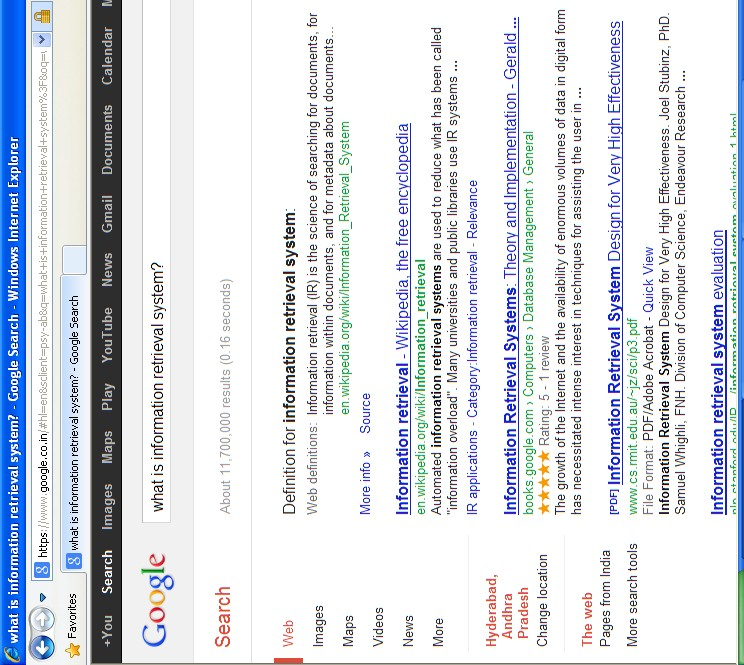 what is information retrieval system? - Google Search - Windows Internet Explorer
https://www.google.co.in/#hl=en&sclient=psy-ab&q=what+is+information+retrieval+system%3F&oq=
Favorites
what is information retrieval system? - Google Search
+You Search Images Maps Play YouTube News Gmail Documents Calendar
Google
what is information retrieval system?
Search
About 11,700,000 results (0.16 seconds)
Web
Images
Maps
Videos
News
More
Hyderabad,
Andhra
Pradesh
Change location
The web
Pages from India
More search tools
Definition for information retrieval system:
Web definitions: Information retrieval (IR) is the science of searching for documents, for
information within documents, and for metadata about documents...
en.wikipedia.org/wiki/Information_Retrieval_System
More info » Source
Information retrieval - Wikipedia, the free encyclopedia
en.wikipedia.org/wiki/Information_retrieval
Automated information retrieval systems are used to reduce what has been called
"information overload". Many universities and public libraries use IR systems ...
IR applications - Category:Information retrieval - Relevance
Information Retrieval Systems: Theory and Implementation - Gerald ...
books.google.com › Computers › Database Management › General
★★★★★ Rating: 5 - 1 review
The growth of the Internet and the availability of enormous volumes of data in digital form
has necessitated intense interest in techniques for assisting the user in ...
[PDF] Information Retrieval System Design for Very High Effectiveness
www.cs.rmit.edu.au/~jz/sci/p3.pdf
File Format: PDF/Adobe Acrobat - Quick View
Information Retrieval System Design for Very High Effectiveness. Joel Stubinz, PhD.
Samuel Whighli, FNH. Division of Computer Science, Endeavour Research ...
Information retrieval system evaluation
nlp.stanford.edu/IR.../information-retrieval-system-evaluation-1.html